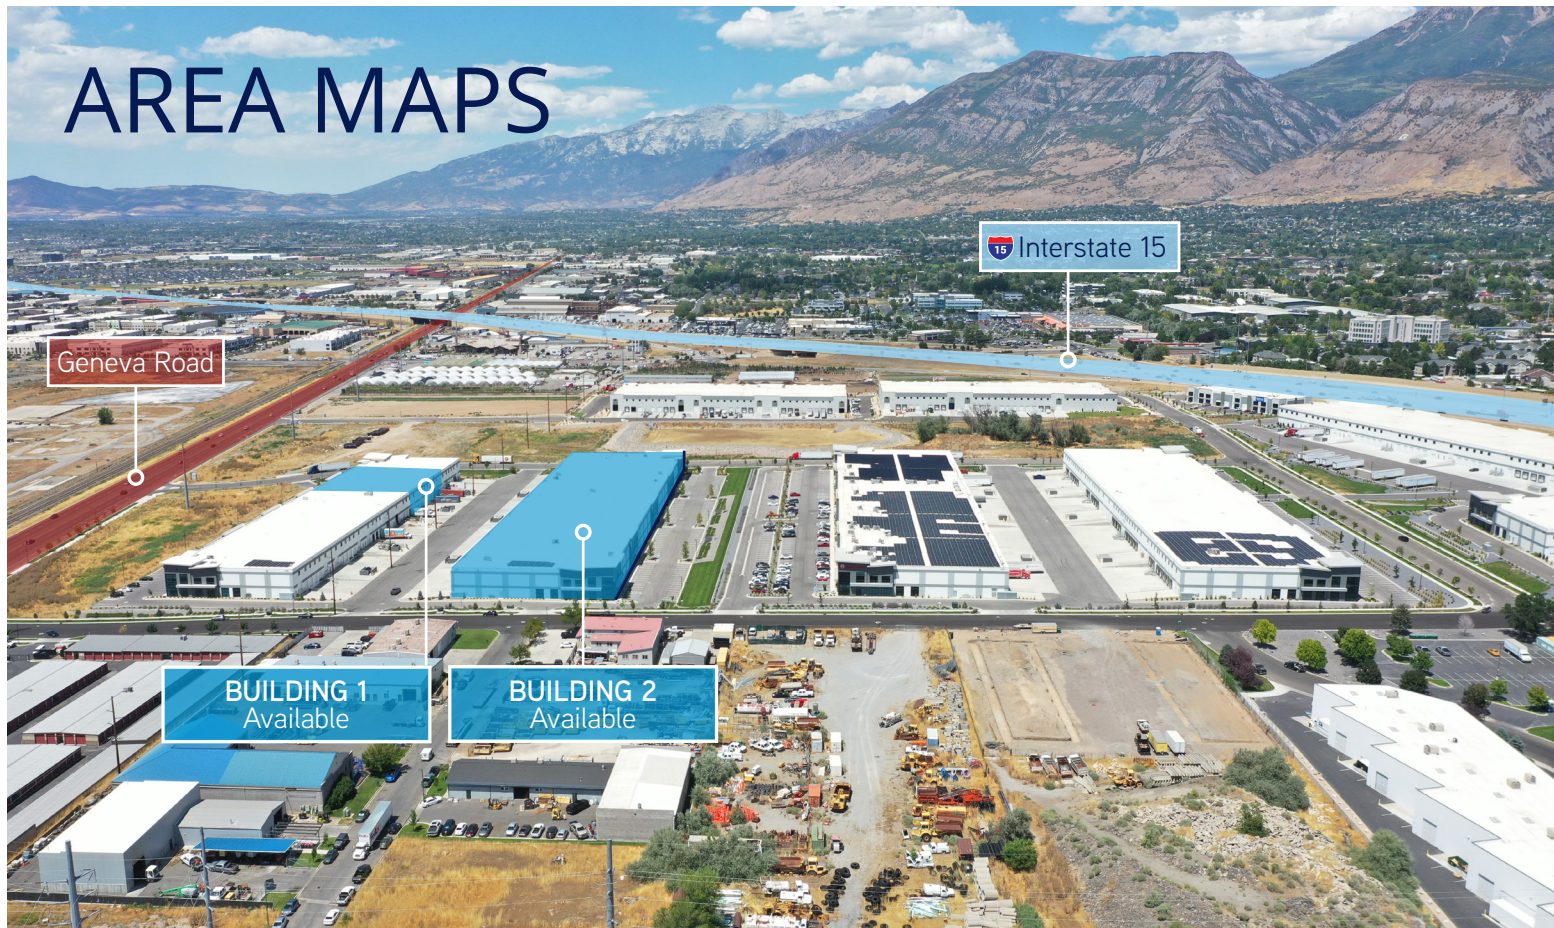 AREA MAPS
15 Interstate 15
Geneva Road
BUILDING 1
Available
BUILDING 2
Available